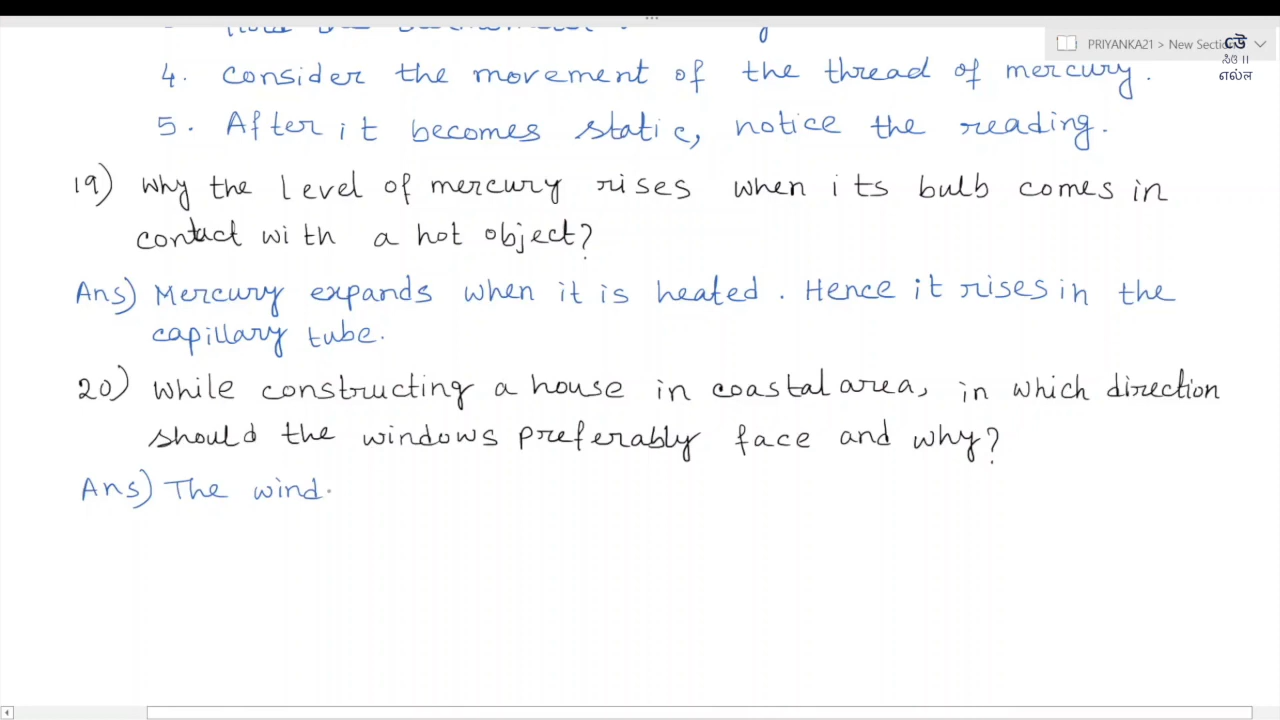 4. Consider the movement of the thread of mercury.
PRIYANKA21 > New Section
5. After it becomes static, notice the reading.
19) Why the level of mercury rises when its bulb comes in
contact with a hot object?
Ans) Mercury expands when it is heated. Hence it rises in the
capillary tube.
20) While constructing a house in coastal area, in which direction
should the windows preferably face and why?
Ans) The wind